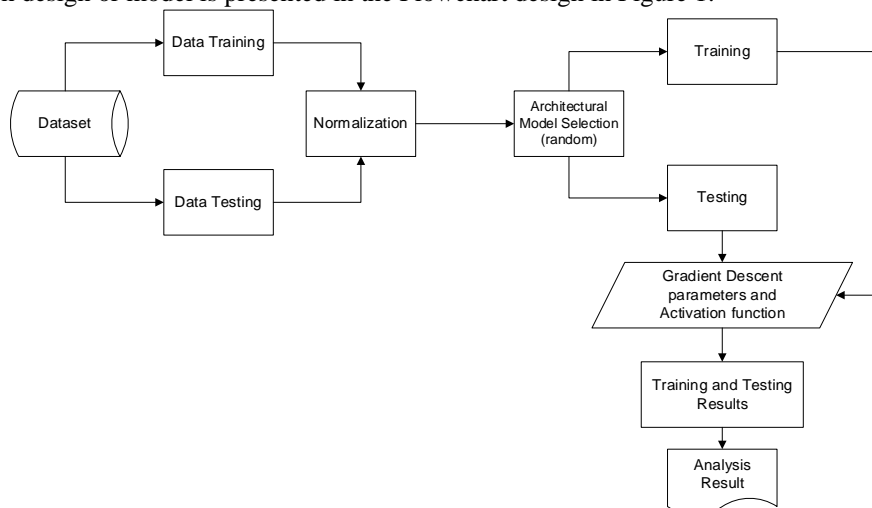 design of model is presented in the Flowchart design in Figure 1.
Data Training
Training
Dataset
Normalization
Architectural
Model Selection
(random)
Data Testing
Testing
Gradient Descent
parameters and
Activation function
Training and Testing
Results
Analysis
Result